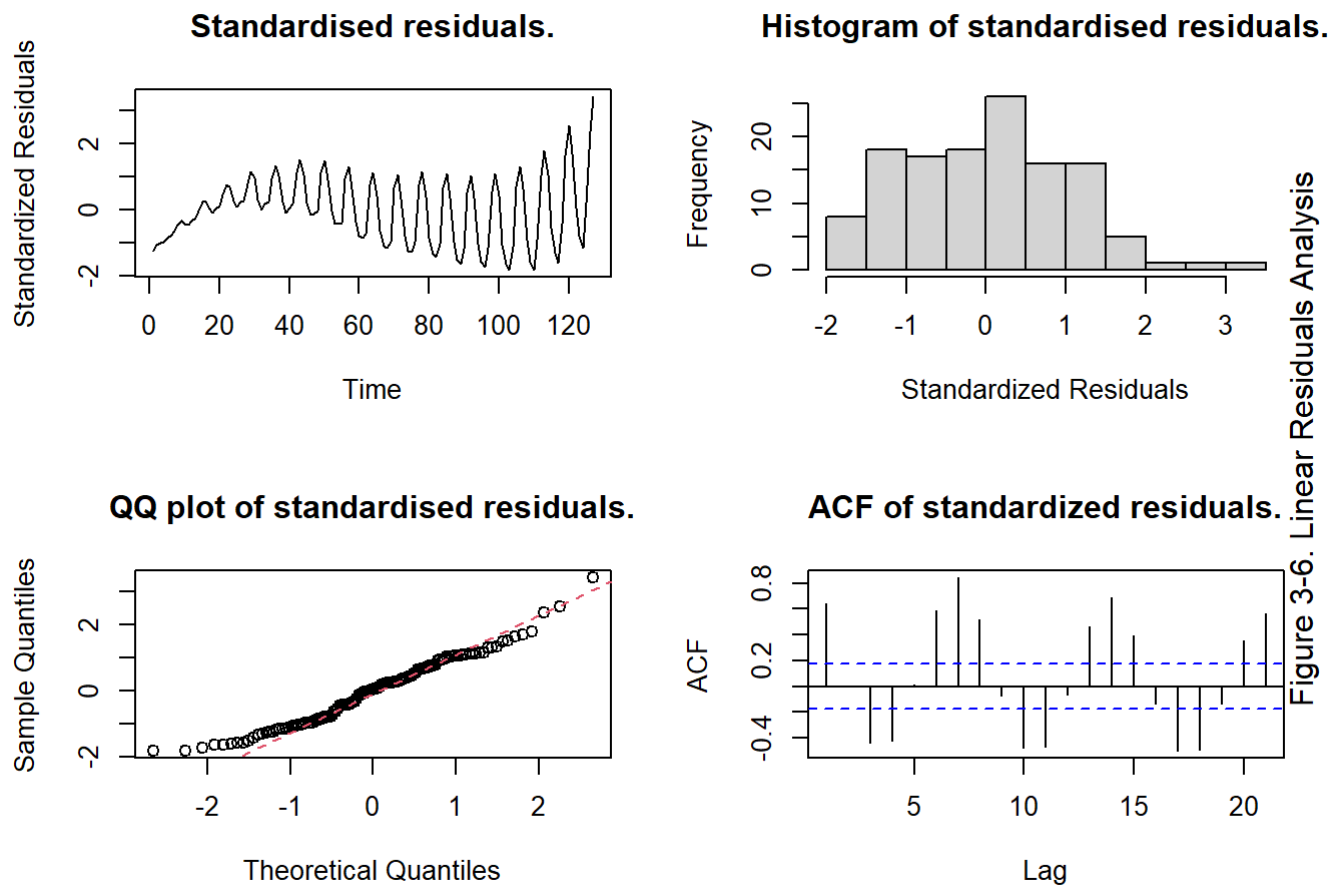 Standardised residuals.
Standardized Residuals
2
0
-2
0 20 40 60 80 100 120
Time
Histogram of standardised residuals.
Frequency
20
10
0
-2 -1 0 1 2 3
Standardized Residuals
QQ plot of standardised residuals.
Sample Quantiles
2
0
-2
-2 -1 0 1 2
Theoretical Quantiles
ACF of standardized residuals.
ACF
0.8
0.2
-0.4
5 10 15 20
Lag
Figure 3-6. Linear Residuals Analysis